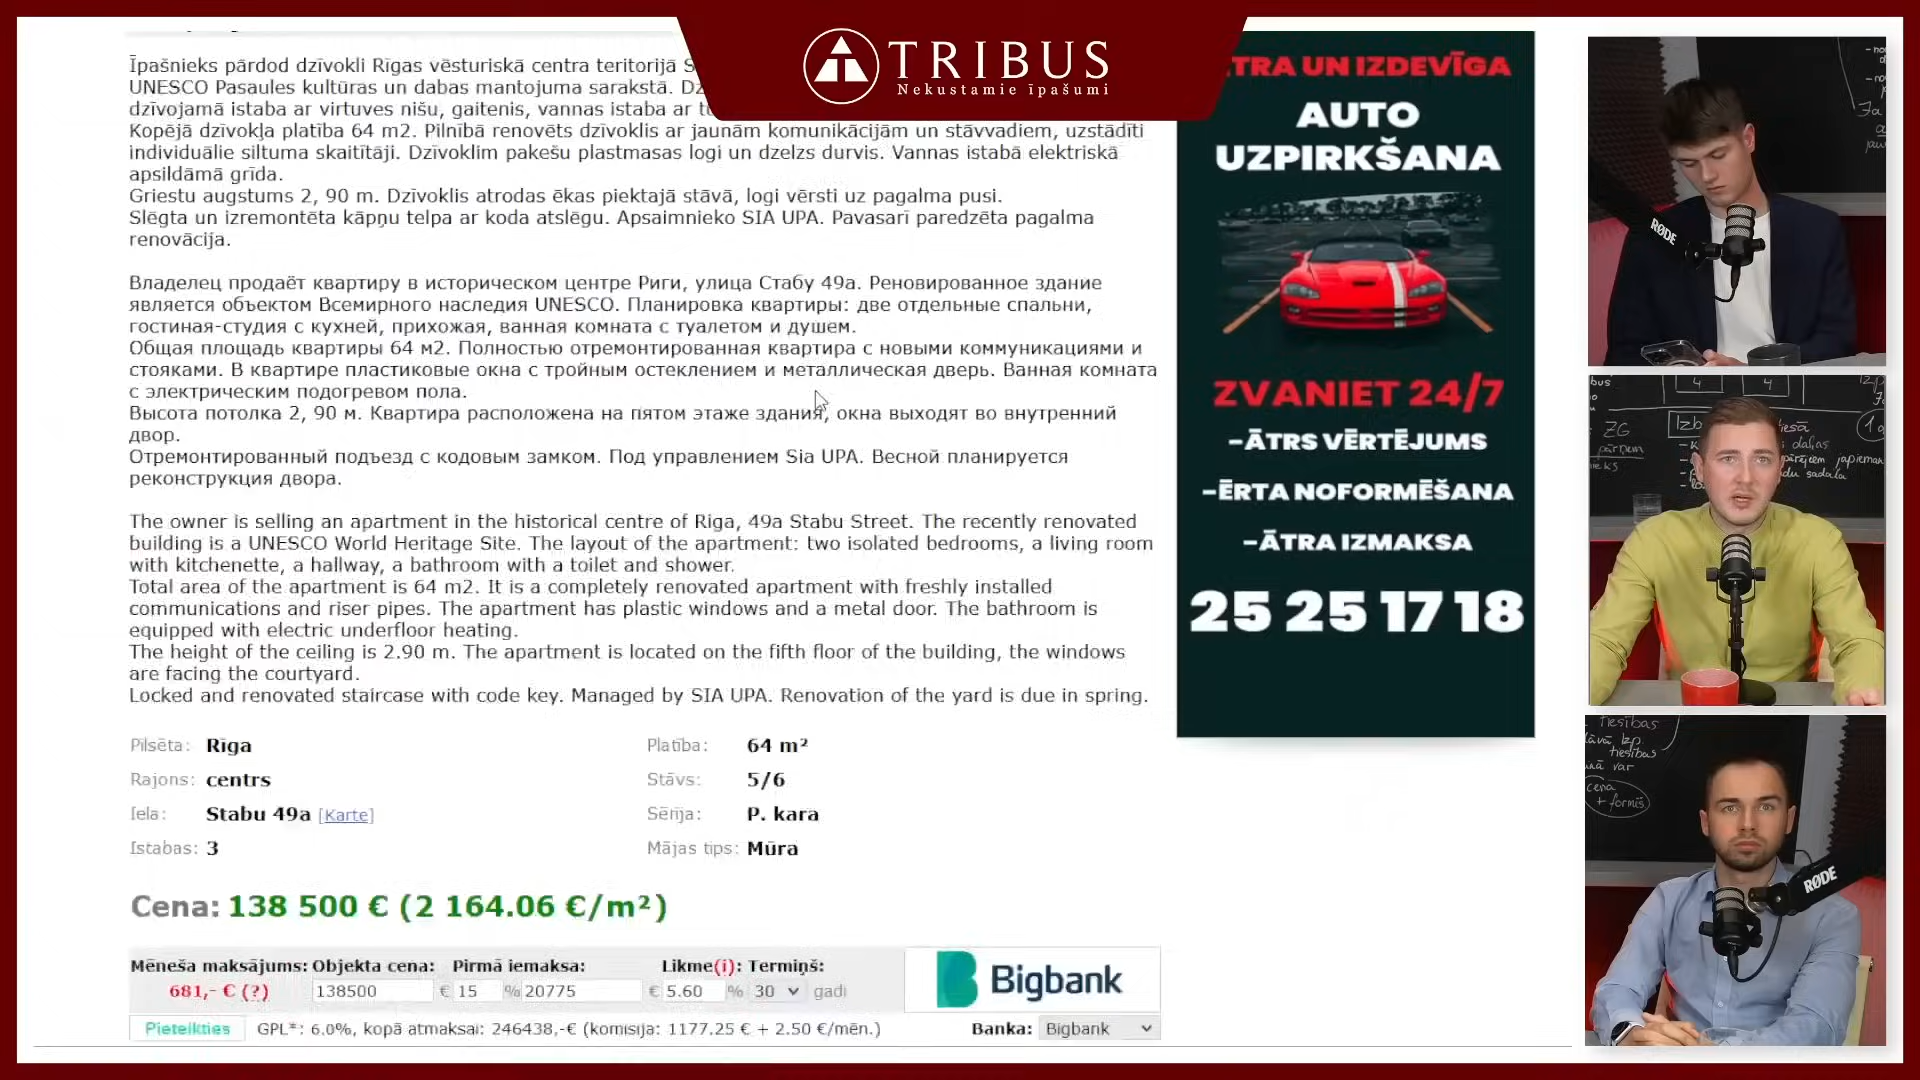 TRIBUS
Nekustamie īpašumi
Īpašnieks pārdod dzīvokli Rīgas vēsturiskā centra teritorijā S
UNESCO Pasaules kultūras un dabas mantojuma sarakstā. Dz
dzīvojamā istaba ar virtuves nišu, gaitenis, vannas istaba ar tu
Kopējā dzīvokļa platība 64 m2. Pilnībā renovēts dzīvoklis ar jaunām komunikācijām un stāvvadiem, uzstādīti
individuālie siltuma skaitītāji. Dzīvoklim pakešu plastmasas logi un dzelzs durvis. Vannas istabā elektriskā
apsildāmā grīda.
Griestu augstums 2, 90 m. Dzīvoklis atrodas ēkas piektajā stāvā, logi vērsti uz pagalma pusi.
Slēgta un izremontēta kāpņu telpa ar koda atslēgu. Apsaimnieko SIA UPA. Pavasarī paredzēta pagalma
renovācija.
Владелец продаёт квартиру в историческом центре Риги, улица Стабу 49а. Реновированное здание
является объектом Всемирного наследия UNESCO. Планировка квартиры: две отдельные спальни,
гостиная-студия с кухней, прихожая, ванная комната с туалетом и душем.
Общая площадь квартиры 64 м2. Полностью отремонтированная квартира с новыми коммуникациями и
стояками. В квартире пластиковые окна с тройным остеклением и металлическая дверь. Ванная комната
с электрическим подогревом пола.
Высота потолка 2, 90 м. Квартира расположена на пятом этаже здания, окна выходят во внутренний
двор.
Отремонтированный подъезд с кодовым замком. Под управлением Sia UPA. Весной планируется
реконструкция двора.
The owner is selling an apartment in the historical centre of Riga, 49a Stabu Street. The recently renovated
building is a UNESCO World Heritage Site. The layout of the apartment: two isolated bedrooms, a living room
with kitchenette, a hallway, a bathroom with a toilet and shower.
Total area of the apartment is 64 m2. It is a completely renovated apartment with freshly installed
communications and riser pipes. The apartment has plastic windows and a metal door. The bathroom is
equipped with electric underfloor heating.
The height of the ceiling is 2.90 m. The apartment is located on the fifth floor of the building, the windows
are facing the courtyard.
Locked and renovated staircase with code key. Managed by SIA UPA. Renovation of the yard is due in spring.
Pilsēta: Rīga
Platība: 64 m²
Rajons: centrs
Stāvs: 5/6
Iela: Stabu 49a [Karte]
Sērija: P. kara
Istabas: 3
Mājas tips: Mūra
Cena: 138 500 € (2 164.06 €/m²)
Mēneša maksājums: Objekta cena: Pirmā iemaksa: Likme(i): Termiņš:
681,- € (?) 138500 € 15 % 20775 € 5.60 % 30 gadi
Pieteikties GPL*: 6.0%, kopā atmaksai: 246438,-€ (komisija: 1177.25 € + 2.50 €/mēn.)
Bigbank
Banka: Bigbank
TRA UN IZDEVĪGA
AUTO
UZPIRKŠANA
ZVANIET 24/7
-ĀTRS VĒRTĒJUMS
-ĒRTA NOFORMĒŠANA
-ĀTRA IZMAKSA
25 25 17 18
RØDE
ZG
4 4
RØDE
tiesības
tiesības
var
cena
+ formis